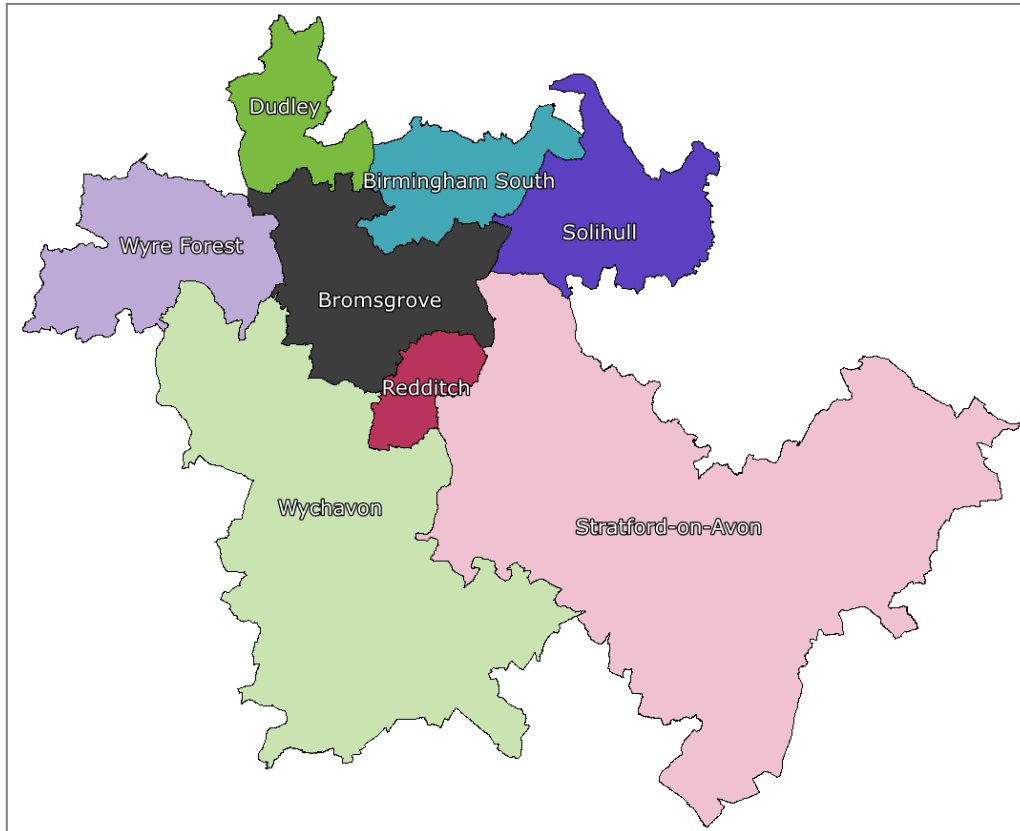 Dudley
Birmingham South
Solihull
Wyre Forest
Bromsgrove
Redditch
Wychavon
Stratford-on-Avon